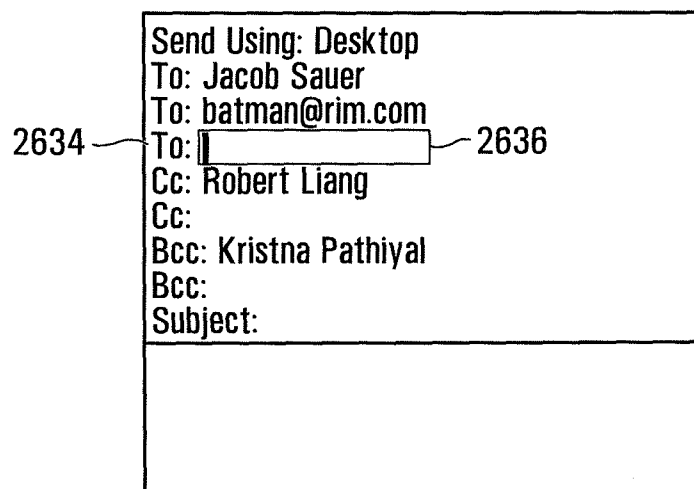 Send Using: Desktop
To: Jacob Sauer
To: batman@rim.com
2634 To: 2636
Cc: Robert Liang
Cc:
Bcc: Kristna Pathiyal
Bcc:
Subject: